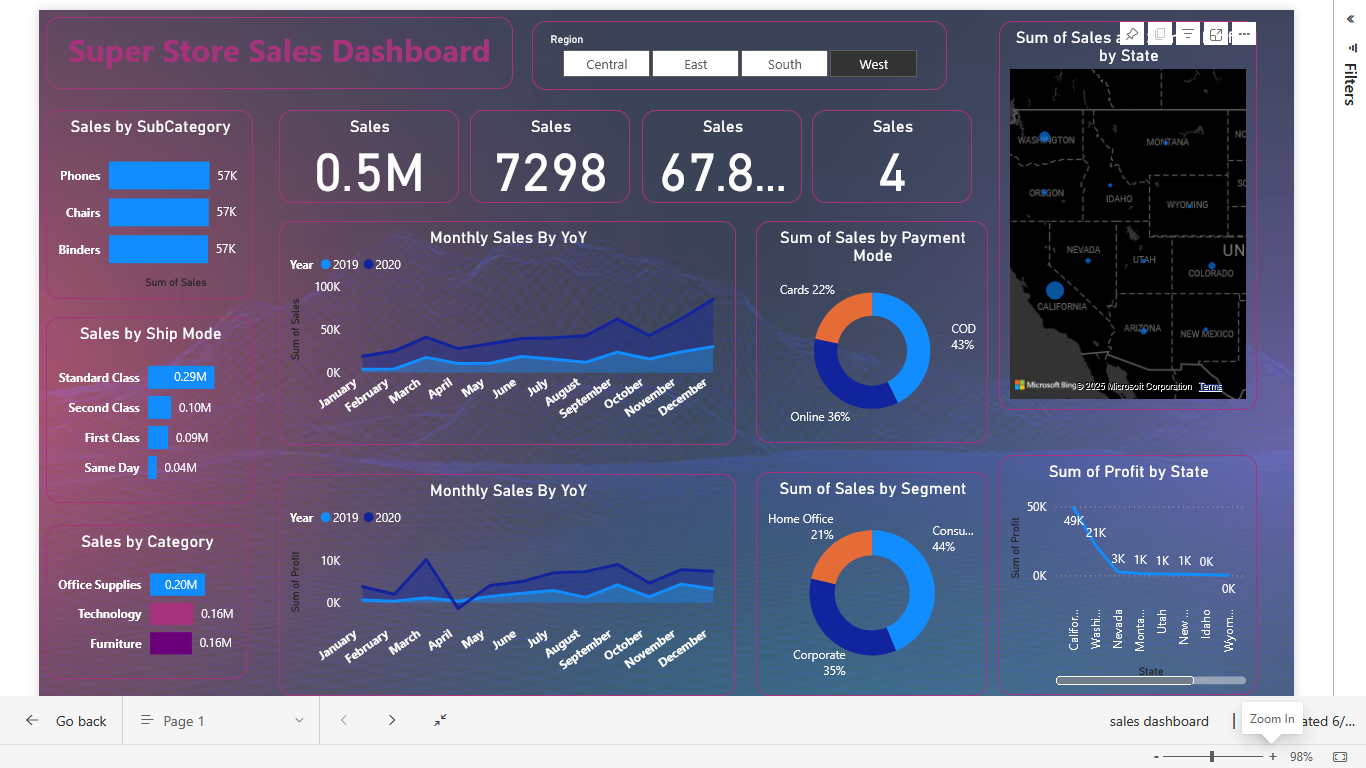 Super Store Sales Dashboard
Region
Central
East
South
West
Sum of Sales a
by State
Filters
Sales by SubCategory
Phones
57K
Chairs
57K
Binders
57K
Sum of Sales
Sales
0.5M
Sales
7298
Sales
67.8...
Sales
4
WASHINGTON
MONTANA
OREGON
IDAHO
WYOMING
NEVADA
UTAH
COLORADO
CALIFORNIA
ARIZONA
NEW MEXICO
NO
SC
UN
Microsoft Bing
© 2025 Microsoft Corporation
Terms
Monthly Sales By YoY
Year
2019
2020
Sum of Sales
100K
50K
0K
January
February
March
April
May
June
July
August
September
October
November
December
Sum of Sales by Payment
Mode
Cards 22%
COD
43%
Online 36%
Sales by Ship Mode
Standard Class
0.29M
Second Class
0.10M
First Class
0.09M
Same Day
0.04M
Sales by Category
Office Supplies
0.20M
Technology
0.16M
Furniture
0.16M
Monthly Sales By YoY
Year
2019
2020
Sum of Profit
10K
0K
January
February
March
April
May
June
July
August
September
October
November
December
Sum of Sales by Segment
Home Office
21%
Consu...
44%
Corporate
35%
Sum of Profit by State
Sum of Profit
50K
0K
49K
21K
3K
1K
1K
1K
0K
0K
Califor...
Washi...
Nevada
Monta...
Utah
New ...
Idaho
Wyom...
State
Go back
Page 1
sales dashboard
ated 6/...
Zoom In
-
+
98%